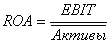 ROA = EBIT / Активы